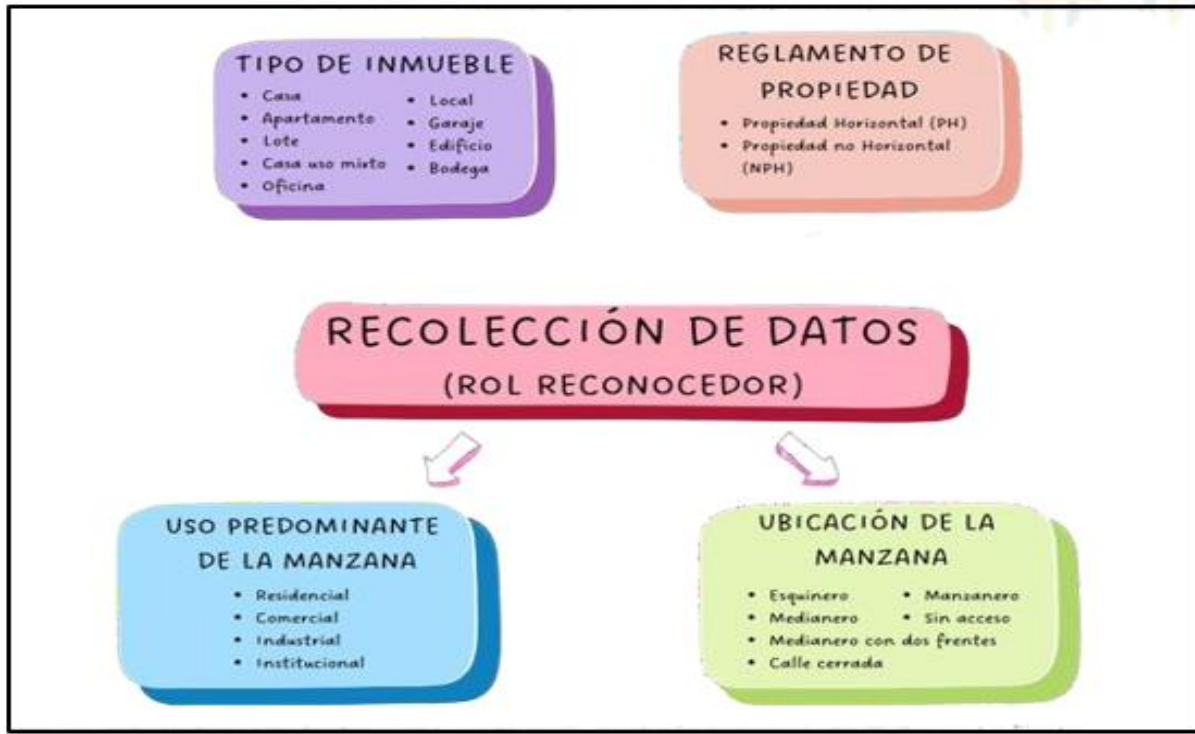 TIPO DE INMUEBLE
• Casa
• Apartamento
• Lote
• Casa uso mixto
• Oficina
• Local
• Garaje
• Edificio
• Bodega
REGLAMENTO DE
PROPIEDAD
• Propiedad Horizontal (PH)
• Propiedad no Horizontal
(NPH)
RECOLECCIÓN DE DATOS
(ROL RECONOCEDOR)
USO PREDOMINANTE
DE LA MANZANA
• Residencial
• Comercial
• Industrial
• Institucional
UBICACIÓN DE LA
MANZANA
• Esquinero
• Medianero
• Medianero con dos frentes
• Calle cerrada
• Manzanero
• Sin acceso